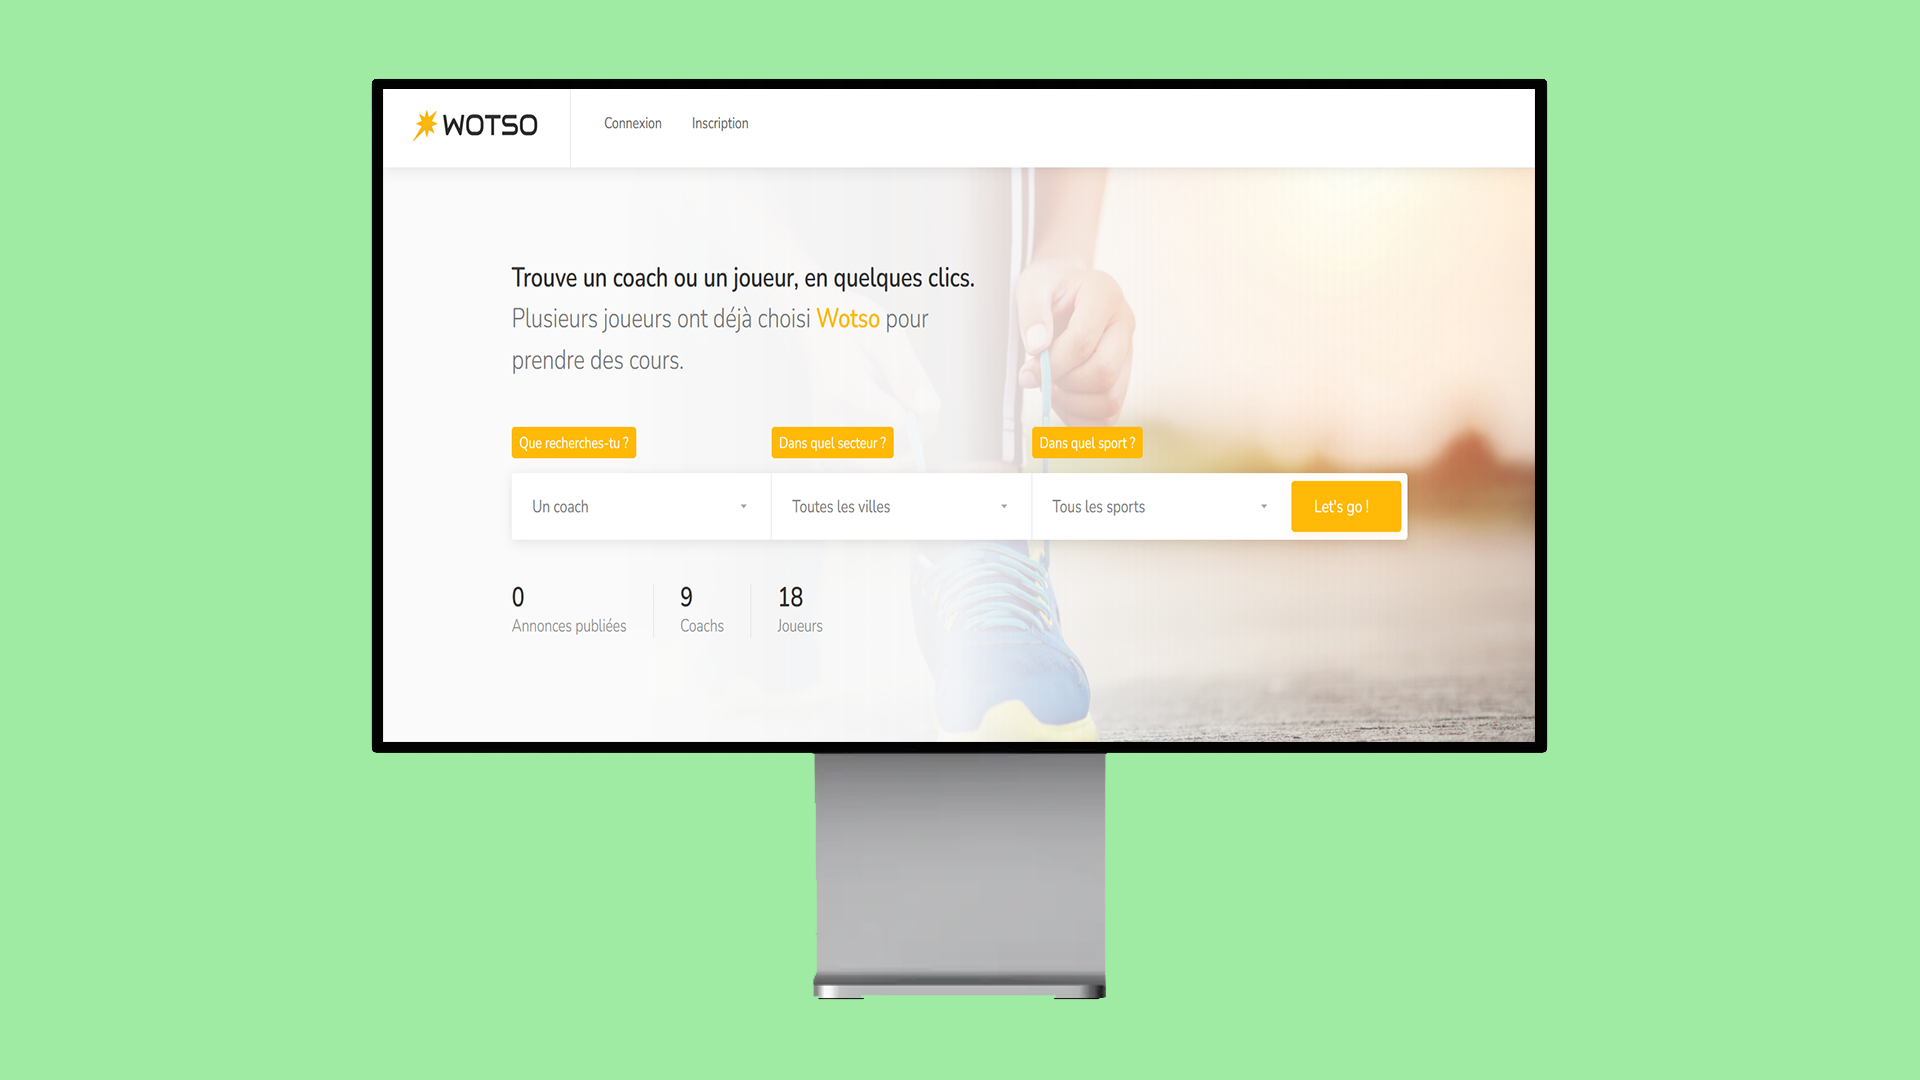 WOTSO
Connexion
Inscription
Trouve un coach ou un joueur, en quelques clics.
Plusieurs joueurs ont déjà choisi Wotso pour
prendre des cours.
Que recherches-tu ?
Dans quel secteur ?
Dans quel sport ?
Un coach
Toutes les villes
Tous les sports
Let's go !
0
Annonces publiées
9
Coachs
18
Joueurs